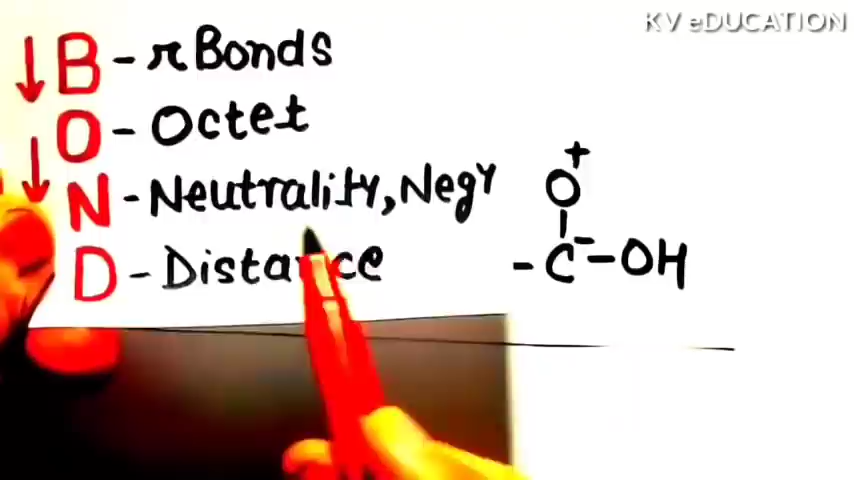 KV eDUCATION
B - π Bonds
O - Octet
N - Neutrality, Negy
D - Distance
+
O
- C⁻ - OH